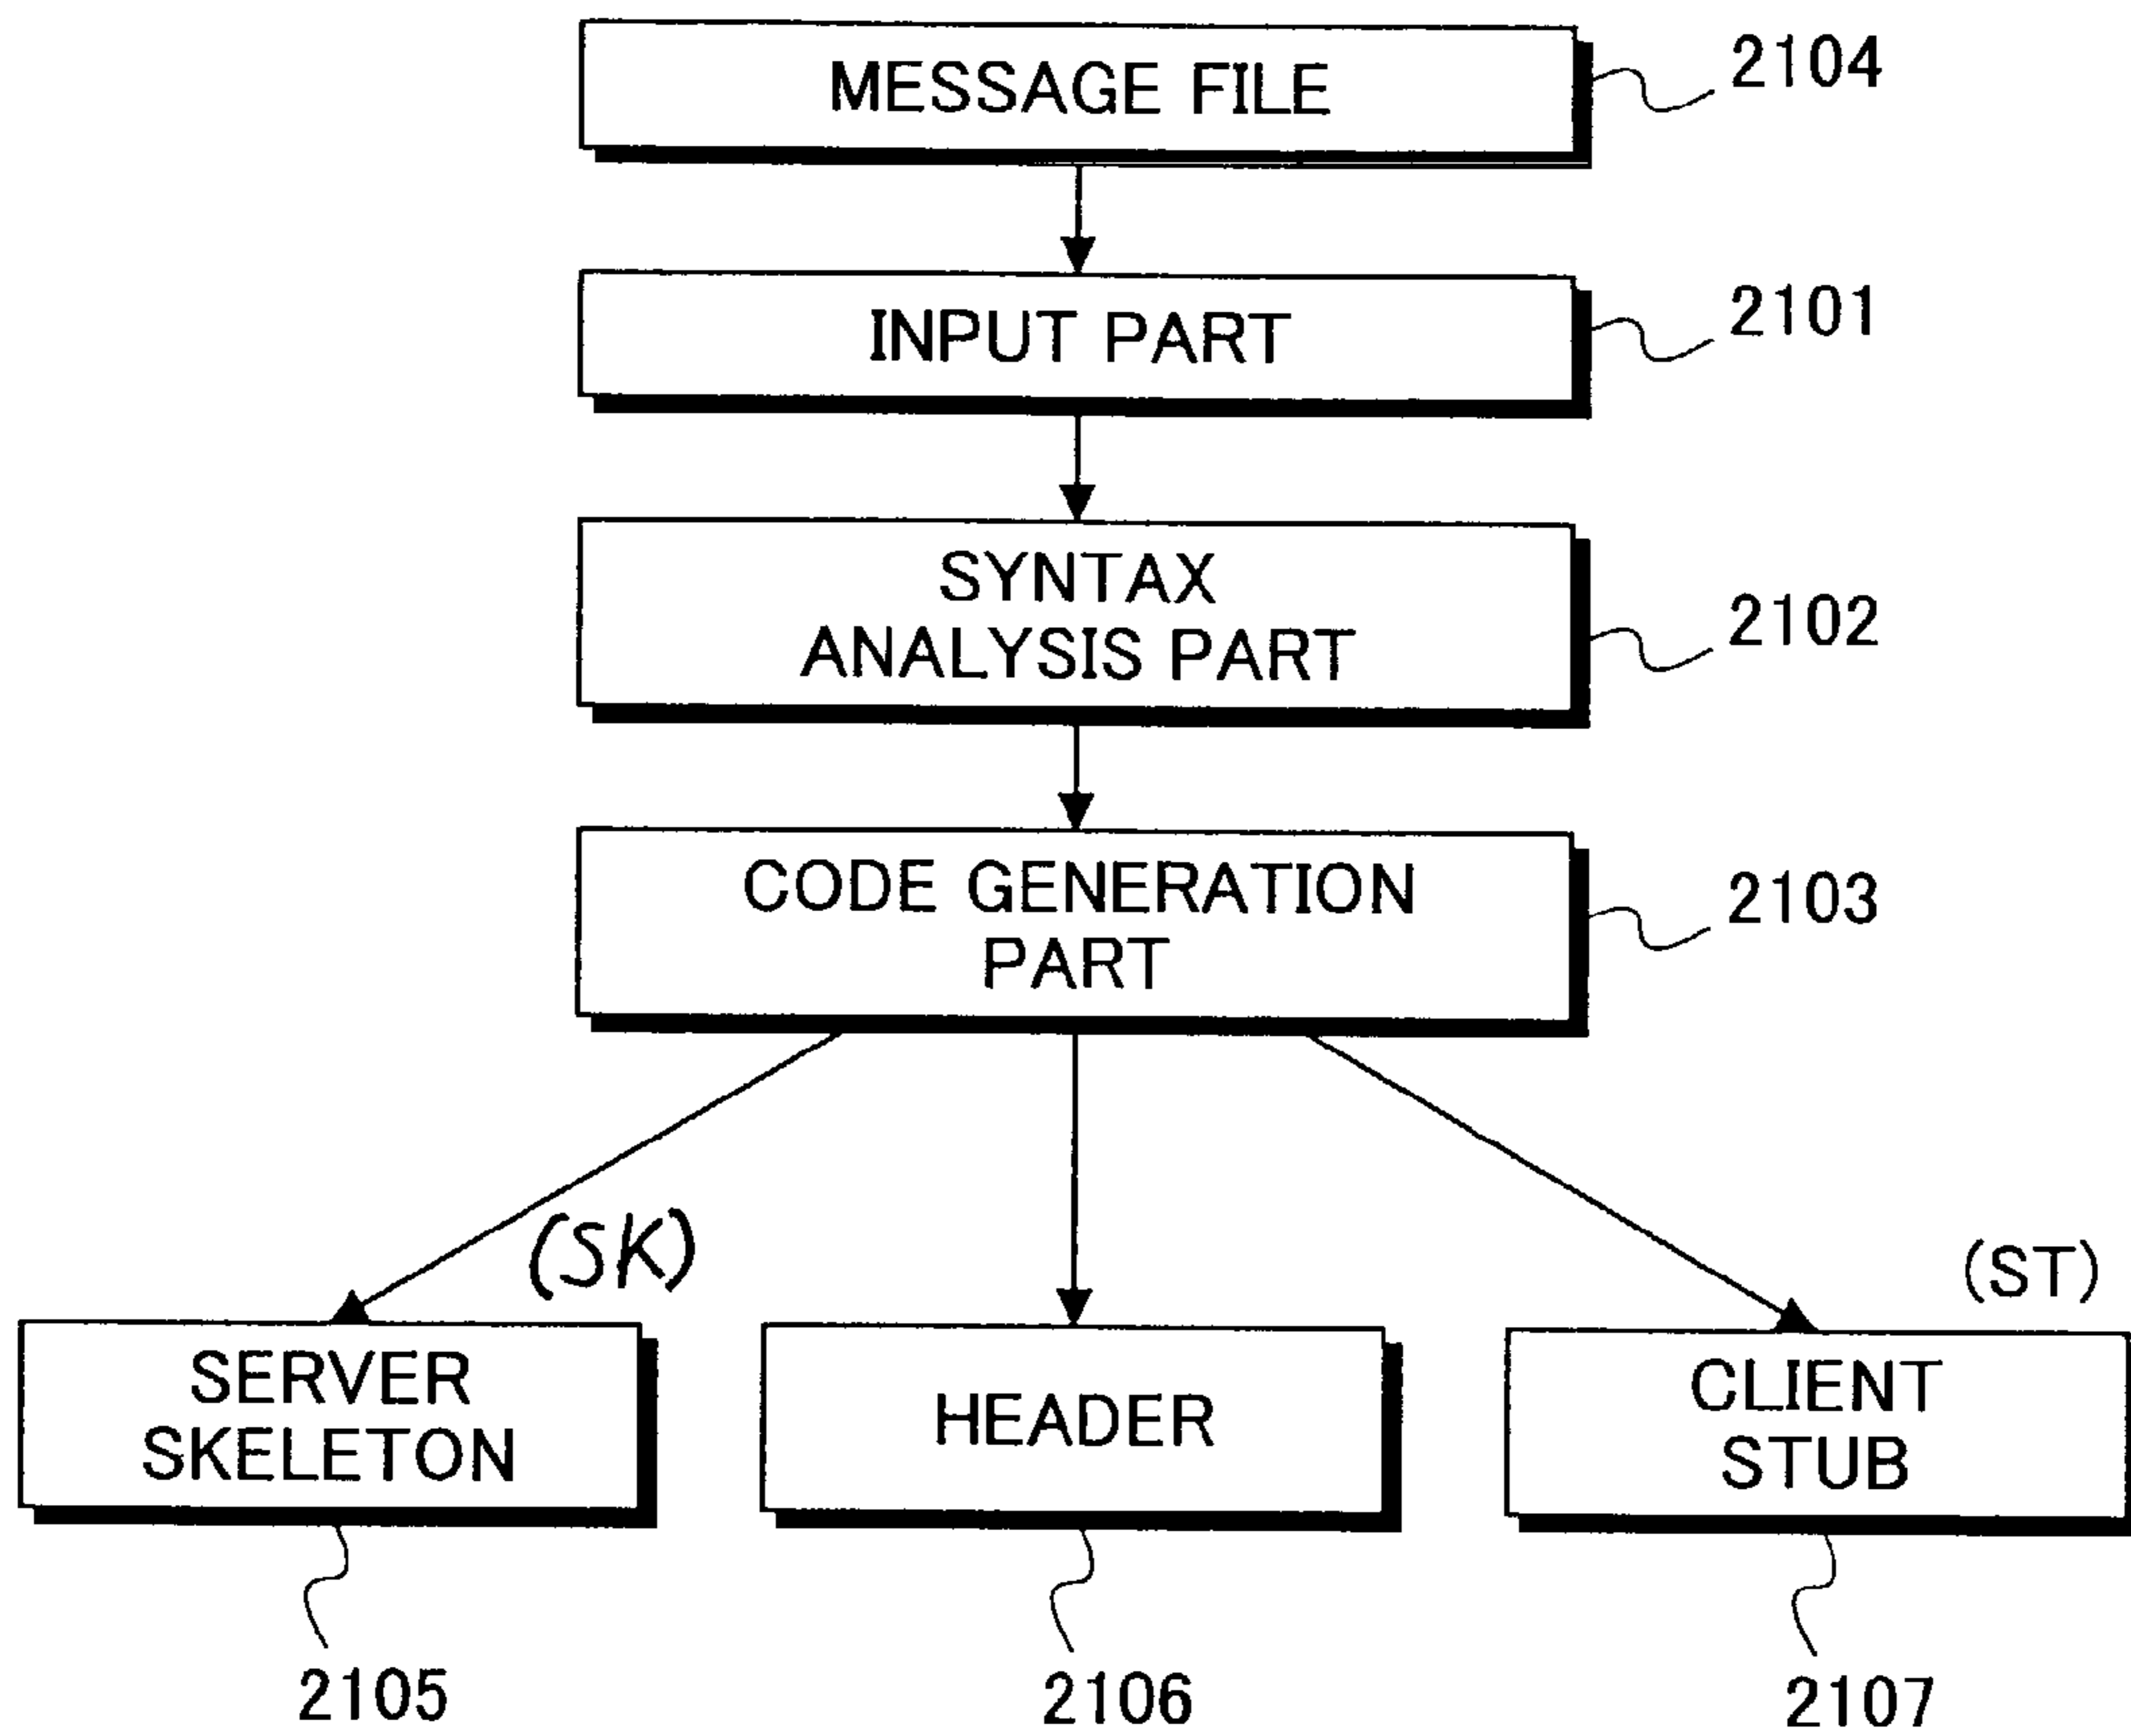 MESSAGE FILE
2104
INPUT PART
2101
SYNTAX
ANALYSIS PART
2102
CODE GENERATION
PART
2103
(SK)
(ST)
SERVER
SKELETON
HEADER
CLIENT
STUB
2105
2106
2107